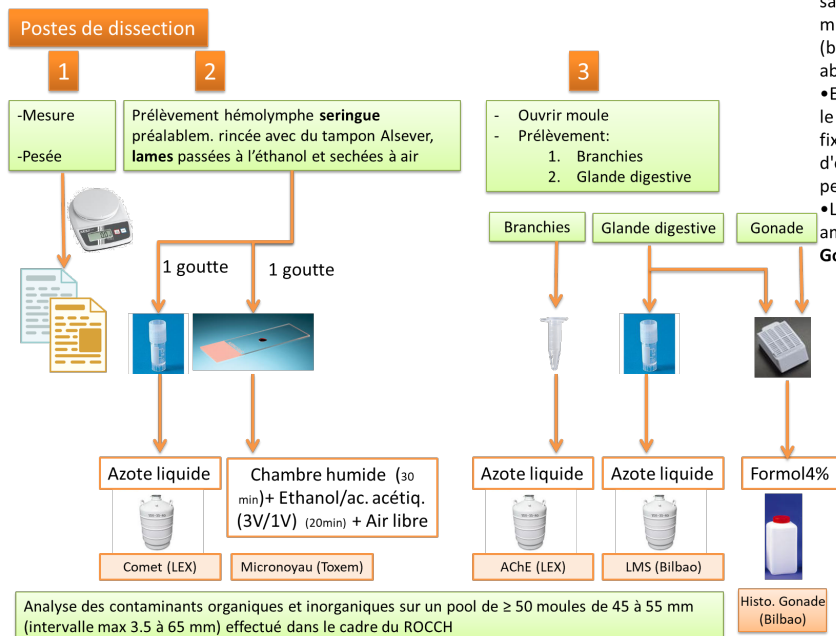 Postes de dissection
1
2
3
-Mesure
-Pesée
Prélèvement hémolymphe seringue
préalablem. rincée avec du tampon Alsever,
lames passées à l'éthanol et sechées à air
- Ouvrir moule
- Prélèvement:
1. Branchies
2. Glande digestive
Branchies
Glande digestive
Gonade
1 goutte
1 goutte
Azote liquide
Chambre humide (30
min)+ Ethanol/ac. acétiq.
(3V/1V) (20min) + Air libre
Azote liquide
Azote liquide
Formol4%
Comet (LEX)
Micronoyau (Toxem)
AChE (LEX)
LMS (Bilbao)
Histo. Gonade
(Bilbao)
Analyse des contaminants organiques et inorganiques sur un pool de ≥ 50 moules de 45 à 55 mm
(intervalle max 3.5 à 65 mm) effectué dans le cadre du ROCCH